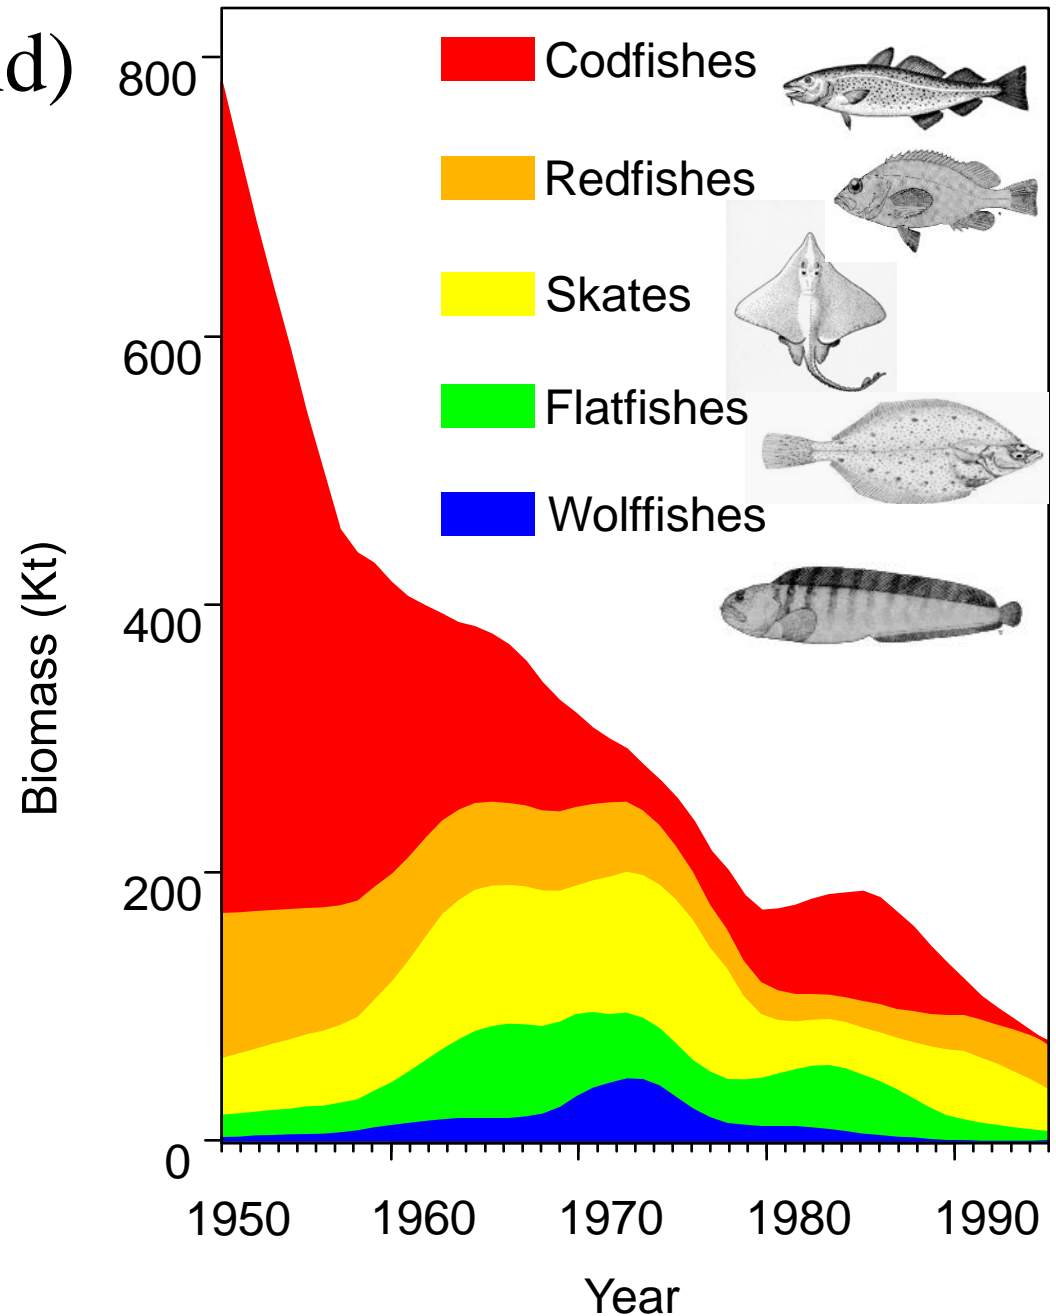 d)
800
Codfishes
Redfishes
Skates
600
Flatfishes
Wolffishes
Biomass (Kt)
400
200
0
1950 1960 1970 1980 1990
Year